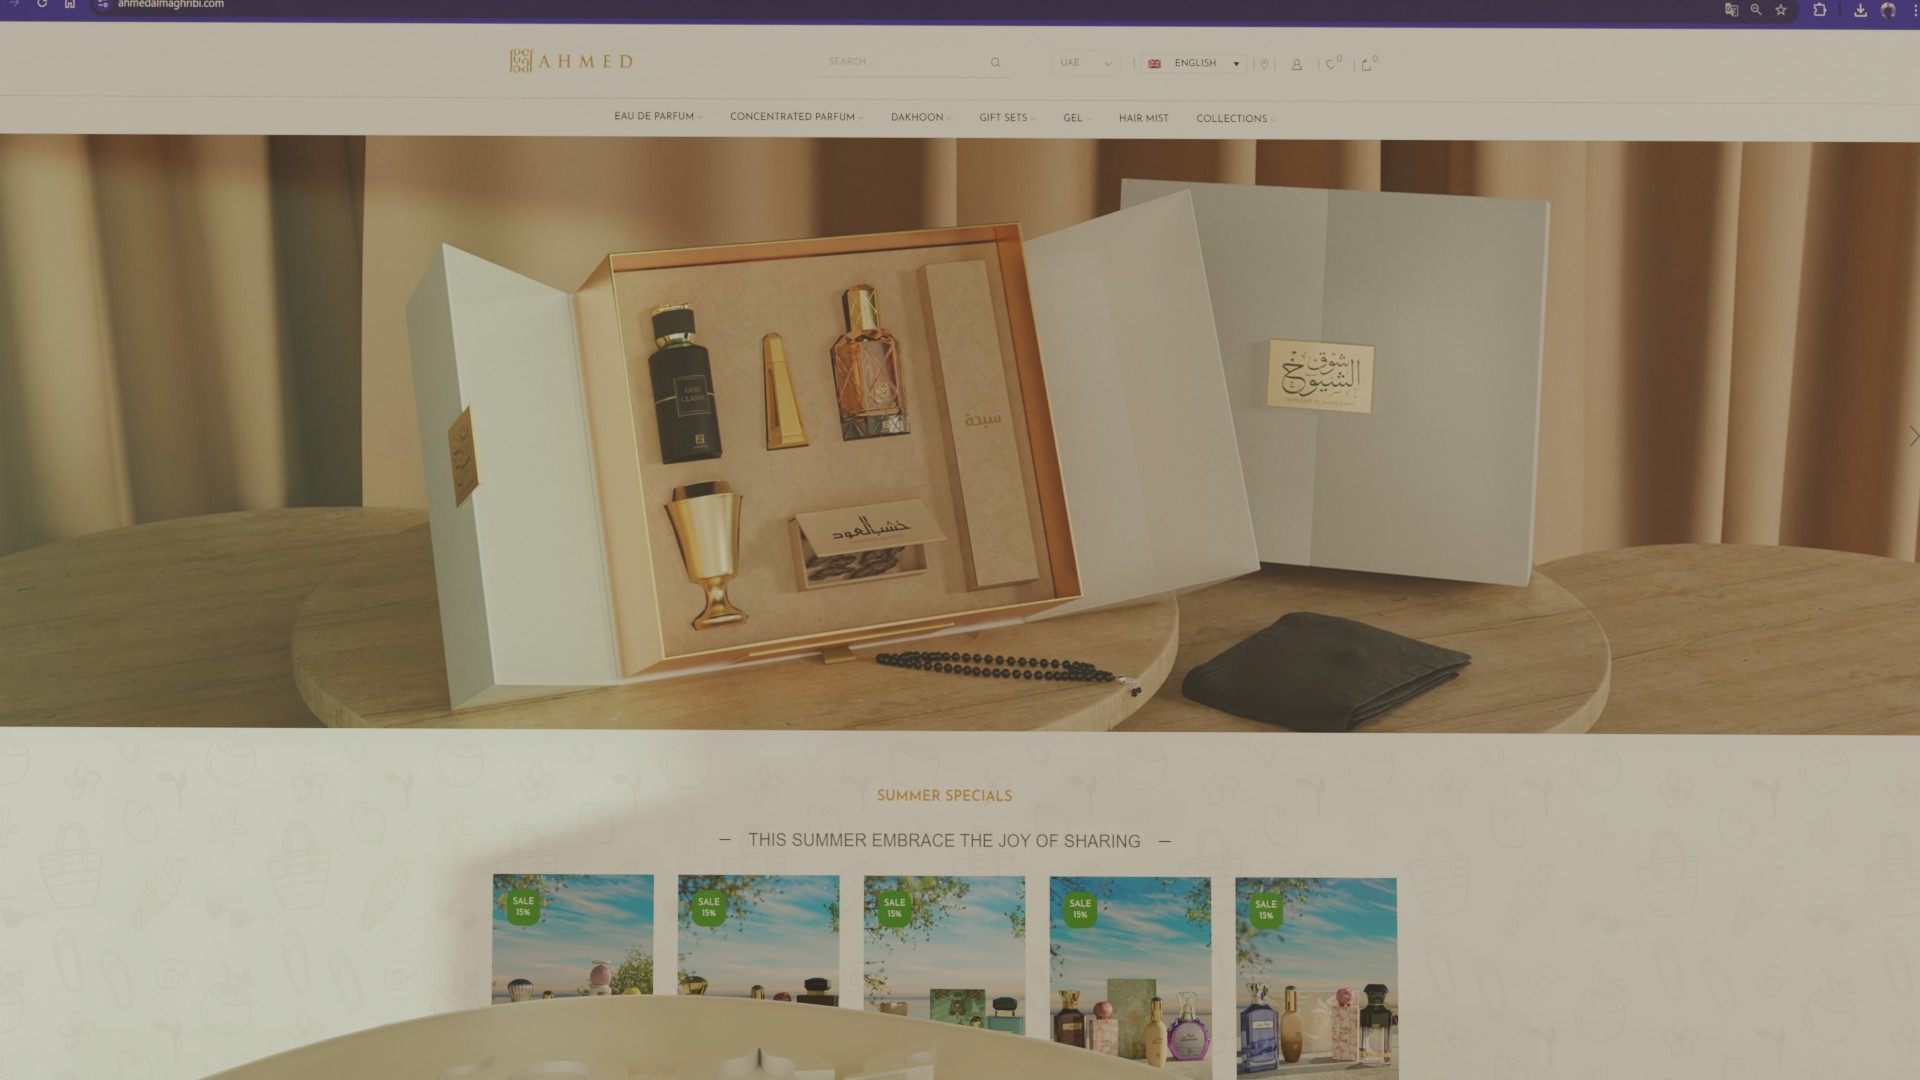 ahmedalmaghribi.com
AHMED
SEARCH...
UAE
ENGLISH
0
0
EAU DE PARFUM
CONCENTRATED PARFUM
DAKHOON
GIFT SETS
GEL
HAIR MIST
COLLECTIONS
شوق الشيوخ
OUD
CLASSIC
سبحة
خشب العود
SUMMER SPECIALS
— THIS SUMMER EMBRACE THE JOY OF SHARING —
SALE
15%
SALE
15%
SALE
15%
SALE
15%
SALE
15%